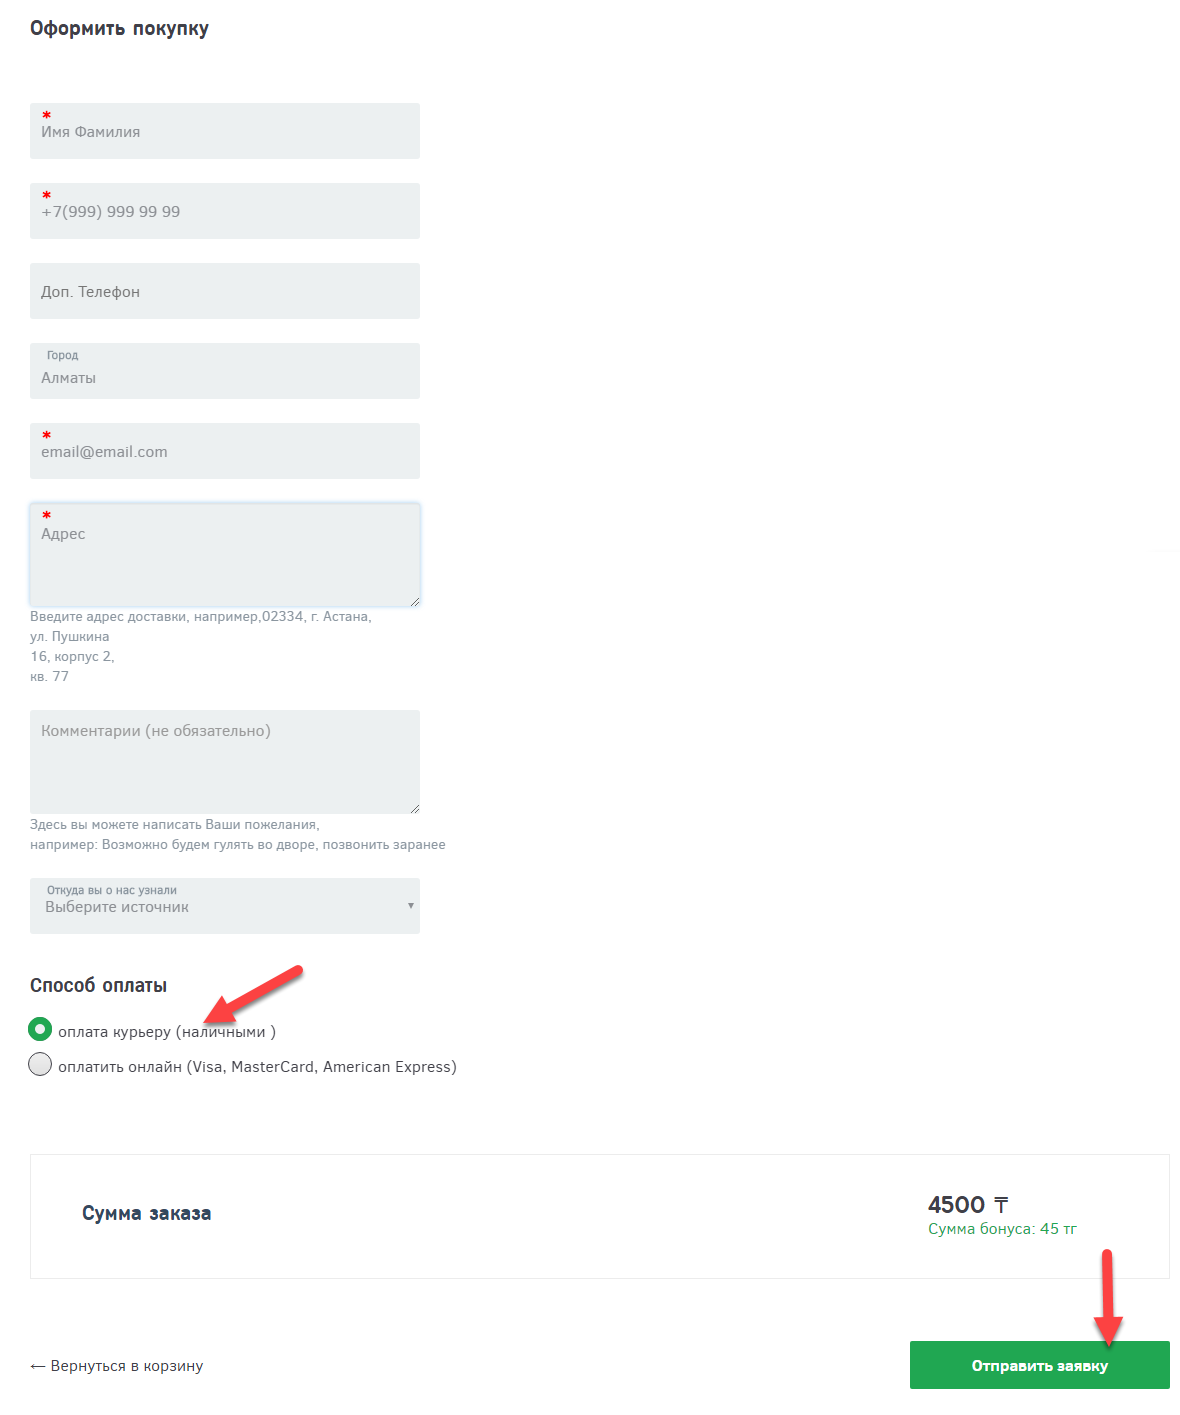 Оформить покупку
*
Имя Фамилия
*
+7(999) 999 99 99
Доп. Телефон
Город
Алматы
*
email@email.com
*
Адрес
Введите адрес доставки, например,02334, г. Астана,
ул. Пушкина
16, корпус 2,
кв. 77
Комментарии (не обязательно)
Здесь вы можете написать Ваши пожелания,
например: Возможно будем гулять во дворе, позвонить заранее
Откуда вы о нас узнали
Выберите источник
Способ оплаты
оплата курьеру (наличными )
оплатить онлайн (Visa, MasterCard, American Express)
Сумма заказа
4500 ₸
Сумма бонуса: 45 тг
← Вернуться в корзину
Отправить заявку